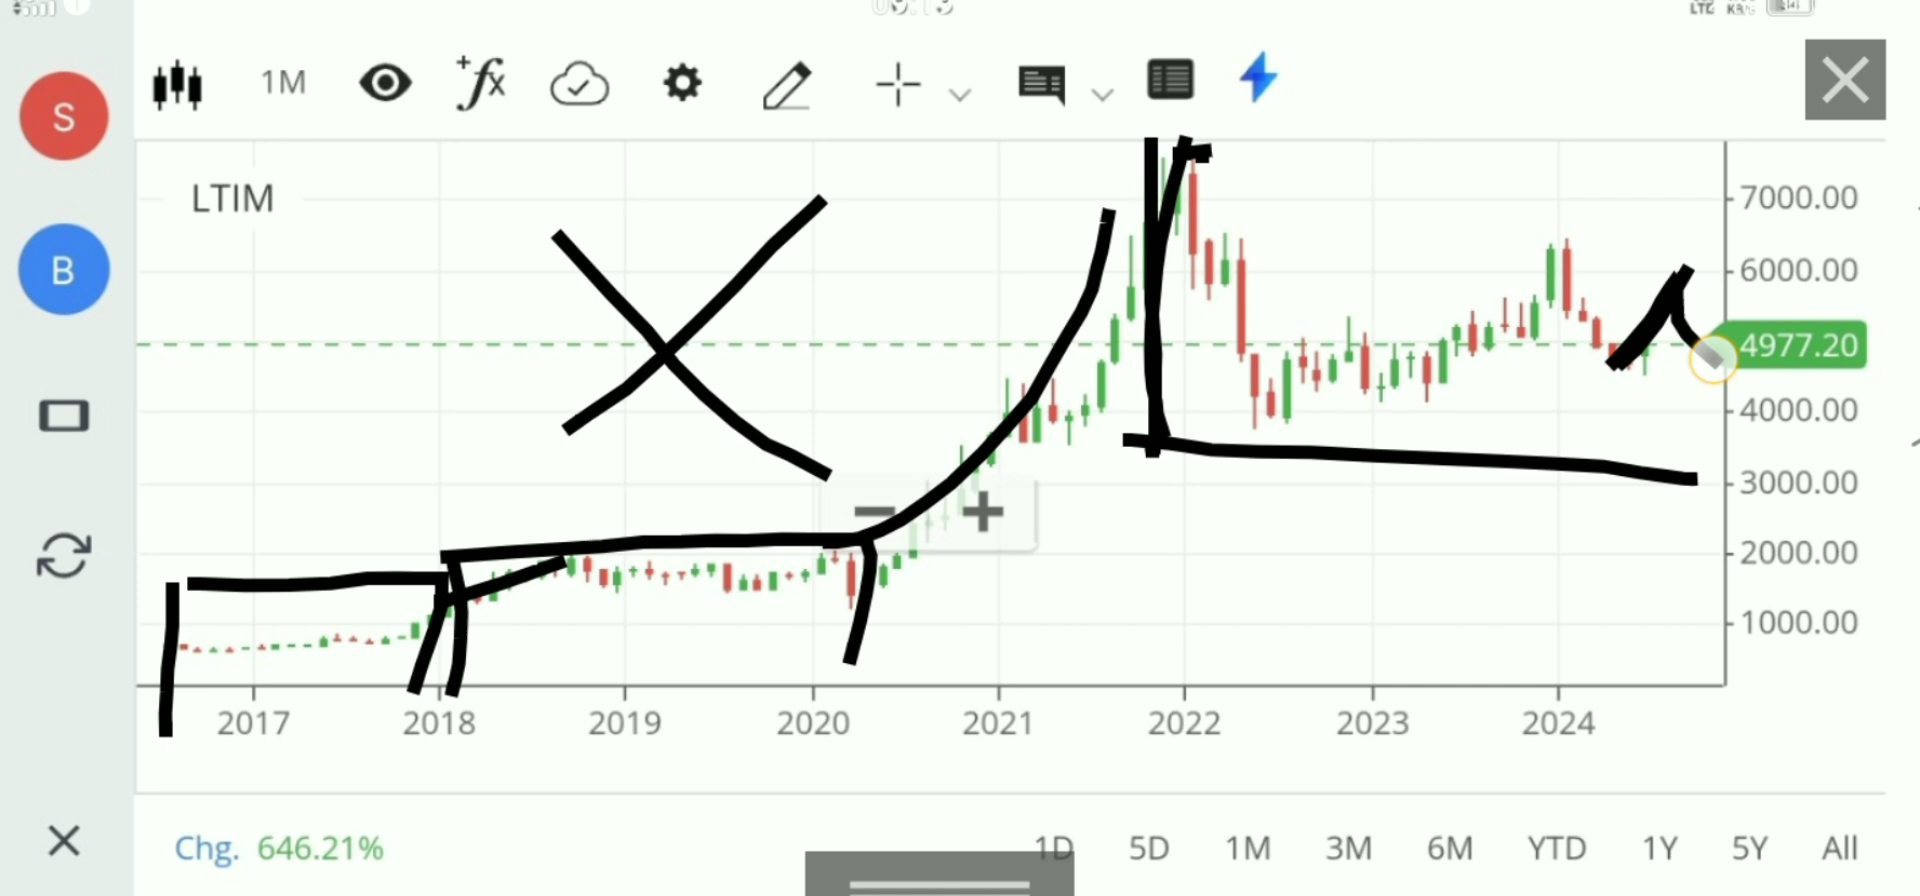 S
1M
+fx
LTIM
B
7000.00
6000.00
4977.20
4000.00
3000.00
2000.00
1000.00
2017 2018 2019 2020 2021 2022 2023 2024
Chg. 646.21% 1D 5D 1M 3M 6M YTD 1Y 5Y All